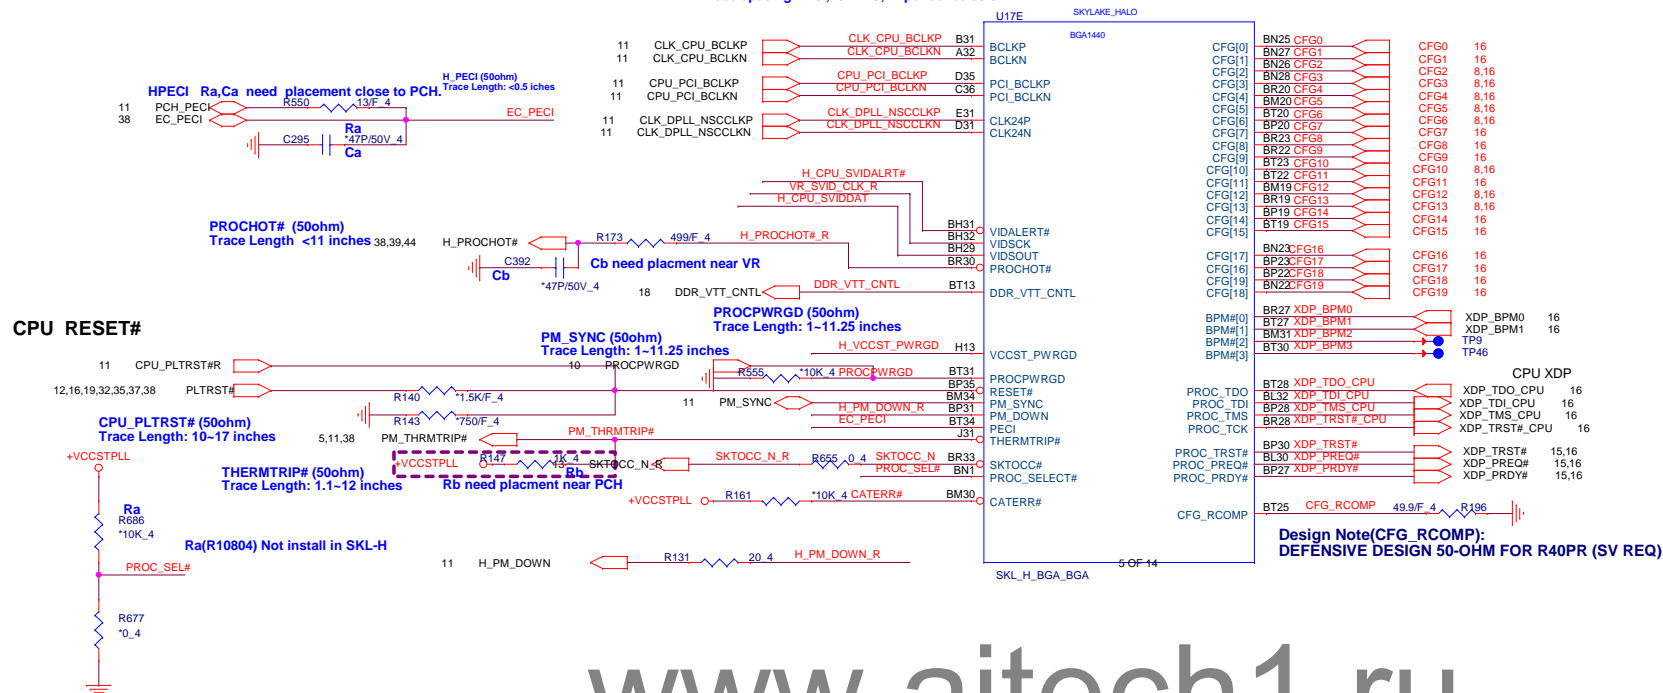 U17E
SKYLAKE_HALO
BGA1440
11 CLK_CPU_BCLKP CLK_CPU_BCLKP B31 BCLKP
11 CLK_CPU_BCLKN CLK_CPU_BCLKN A32 BCLKN
11 CPU_PCI_BCLKP CPU_PCI_BCLKP D35 PCI_BCLKP
11 CPU_PCI_BCLKN CPU_PCI_BCLKN C36 PCI_BCLKN
11 CLK_DPLL_NSCCLKP CLK_DPLL_NSCCLKP E31 CLK24P
11 CLK_DPLL_NSCCLKN CLK_DPLL_NSCCLKN D31 CLK24N
HPECI Ra,Ca need placement close to PCH.
H_PECI (50ohm)
Trace Length: <0.5 iches
11 PCH_PECI R550 13/F_4
38 EC_PECI EC_PECI
Ra
C295 *47P/50V_4
Ca
H_CPU_SVIDALRT#
VR_SVID_CLK_R
H_CPU_SVIDDAT
BH31 VIDALERT#
BH32 VIDSCK
BH29 VIDSOUT
BR30 PROCHOT#
PROCHOT# (50ohm)
Trace Length <11 inches
38,39,44 H_PROCHOT# R173 499/F_4 H_PROCHOT#_R
C392
Cb
*47P/50V_4
Cb need placment near VR
18 DDR_VTT_CNTL DDR_VTT_CNTL BT13 DDR_VTT_CNTL
CPU RESET#
PROCPWRGD (50ohm)
Trace Length: 1~11.25 inches
PM_SYNC (50ohm)
Trace Length: 1~11.25 inches
H_VCCST_PWRGD H13 VCCST_PWRGD
11 CPU_PLTRST#R
10 PROCPWRGD
R555 *10K_4 PROCPWRGD BT31 PROCPWRGD
12,16,19,32,35,37,38 PLTRST# R140 *1.5K/F_4 BP35 RESET#
11 PM_SYNC BM34 PM_SYNC
R143 *750/F_4
H_PM_DOWN_R BP31 PM_DOWN
EC_PECI BT34 PECI
CPU_PLTRST# (50ohm)
Trace Length: 10~17 inches
5,11,38 PM_THRMTRIP# PM_THRMTRIP# J31 THERMTRIP#
+VCCSTPLL
+VCCSTPLL R147 1K_4
SKTOCC_N_R SKTOCC_N_R R655 0_4 SKTOCC_N BR33 SKTOCC#
PROC_SEL# BN1 PROC_SELECT#
THERMTRIP# (50ohm)
Trace Length: 1.1~12 inches
Rb
Rb need placment near PCH
+VCCSTPLL R161 *10K_4 CATERR# BM30 CATERR#
Ra
R686
*10K_4
Ra(R10804) Not install in SKL-H
PROC_SEL#
R677
*0_4
11 H_PM_DOWN R131 20_4 H_PM_DOWN_R
CFG[0] BN25 CFG0 CFG0 16
CFG[1] BN27 CFG1 CFG1 16
CFG[2] BN26 CFG2 CFG2 8,16
CFG[3] BN28 CFG3 CFG3 8,16
CFG[4] BR20 CFG4 CFG4 8,16
CFG[5] BM20 CFG5 CFG5 8,16
CFG[6] BT20 CFG6 CFG6 8,16
CFG[7] BP20 CFG7 CFG7 16
CFG[8] BR23 CFG8 CFG8 16
CFG[9] BR22 CFG9 CFG9 16
CFG[10] BT23 CFG10 CFG10 8,16
CFG[11] BT22 CFG11 CFG11 16
CFG[12] BM19 CFG12 CFG12 8,16
CFG[13] BR19 CFG13 CFG13 8,16
CFG[14] BP19 CFG14 CFG14 16
CFG[15] BT19 CFG15 CFG15 16
CFG[17] BN23 CFG16 CFG16 16
CFG[16] BP23 CFG17 CFG17 16
CFG[19] BP22 CFG18 CFG18 16
CFG[18] BN22 CFG19 CFG19 16
BPM#[0] BR27 XDP_BPM0 XDP_BPM0 16
BPM#[1] BT27 XDP_BPM1 XDP_BPM1 16
BPM#[2] BM31 XDP_BPM2 TP9
BPM#[3] BT30 XDP_BPM3 TP46
CPU XDP
PROC_TDO BT28 XDP_TDO_CPU XDP_TDO_CPU 16
PROC_TDI BL32 XDP_TDI_CPU XDP_TDI_CPU 16
PROC_TMS BP28 XDP_TMS_CPU XDP_TMS_CPU 16
PROC_TCK BR28 XDP_TRST#_CPU XDP_TRST#_CPU 16
PROC_TRST# BP30 XDP_TRST# XDP_TRST# 15,16
PROC_PREQ# BL30 XDP_PREQ# XDP_PREQ# 15,16
PROC_PRDY# BP27 XDP_PRDY# XDP_PRDY# 15,16
CFG_RCOMP BT25 CFG_RCOMP 49.9/F_4 R196
Design Note(CFG_RCOMP):
DEFENSIVE DESIGN 50-OHM FOR R40PR (SV REQ)
5 OF 14
SKL_H_BGA_BGA
www.aitech1.ru